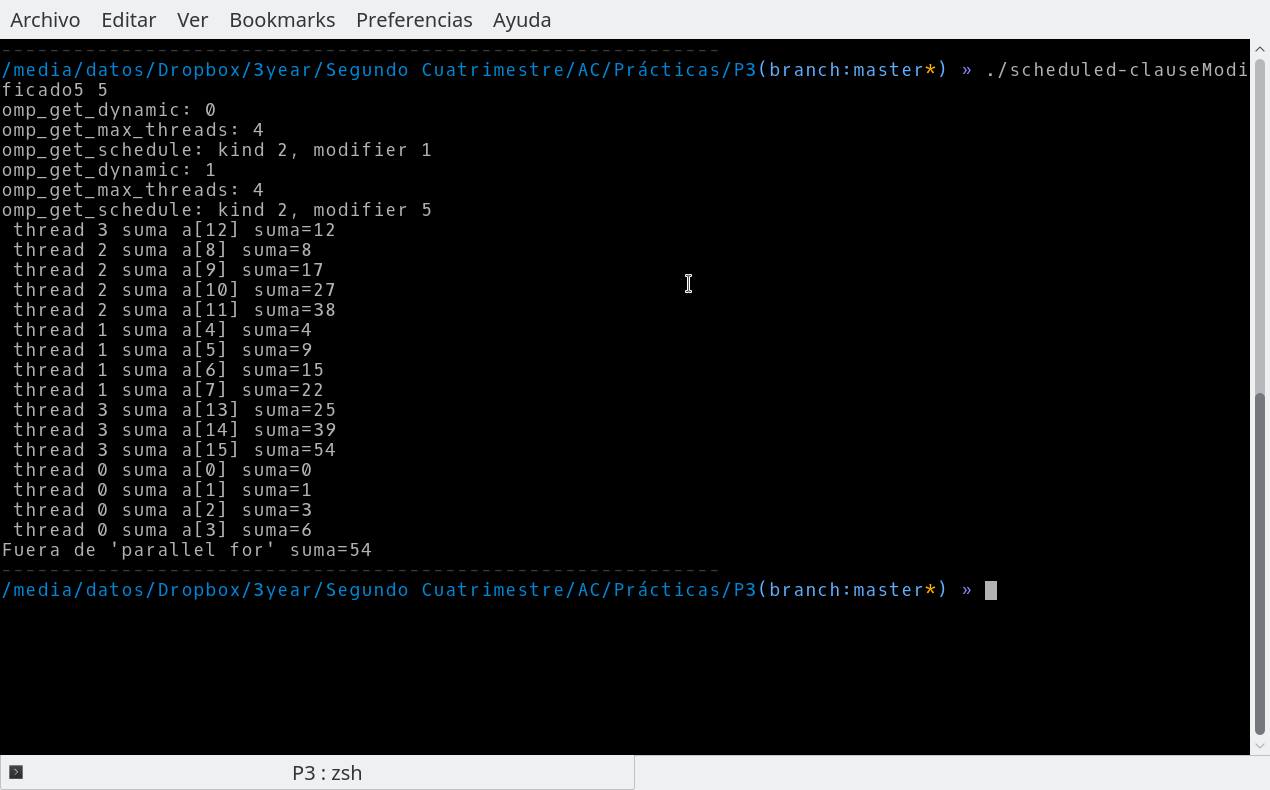 Archivo Editar Ver Bookmarks Preferencias Ayuda
------------------------------------------------------------
/media/datos/Dropbox/3year/Segundo Cuatrimestre/AC/Prácticas/P3(branch:master*) » ./scheduled-clauseModi
ficado5 5
omp_get_dynamic: 0
omp_get_max_threads: 4
omp_get_schedule: kind 2, modifier 1
omp_get_dynamic: 1
omp_get_max_threads: 4
omp_get_schedule: kind 2, modifier 5
 thread 3 suma a[12] suma=12
 thread 2 suma a[8] suma=8
 thread 2 suma a[9] suma=17
 thread 2 suma a[10] suma=27
 thread 2 suma a[11] suma=38
 thread 1 suma a[4] suma=4
 thread 1 suma a[5] suma=9
 thread 1 suma a[6] suma=15
 thread 1 suma a[7] suma=22
 thread 3 suma a[13] suma=25
 thread 3 suma a[14] suma=39
 thread 3 suma a[15] suma=54
 thread 0 suma a[0] suma=0
 thread 0 suma a[1] suma=1
 thread 0 suma a[2] suma=3
 thread 0 suma a[3] suma=6
Fuera de 'parallel for' suma=54
------------------------------------------------------------
/media/datos/Dropbox/3year/Segundo Cuatrimestre/AC/Prácticas/P3(branch:master*) »
P3 : zsh